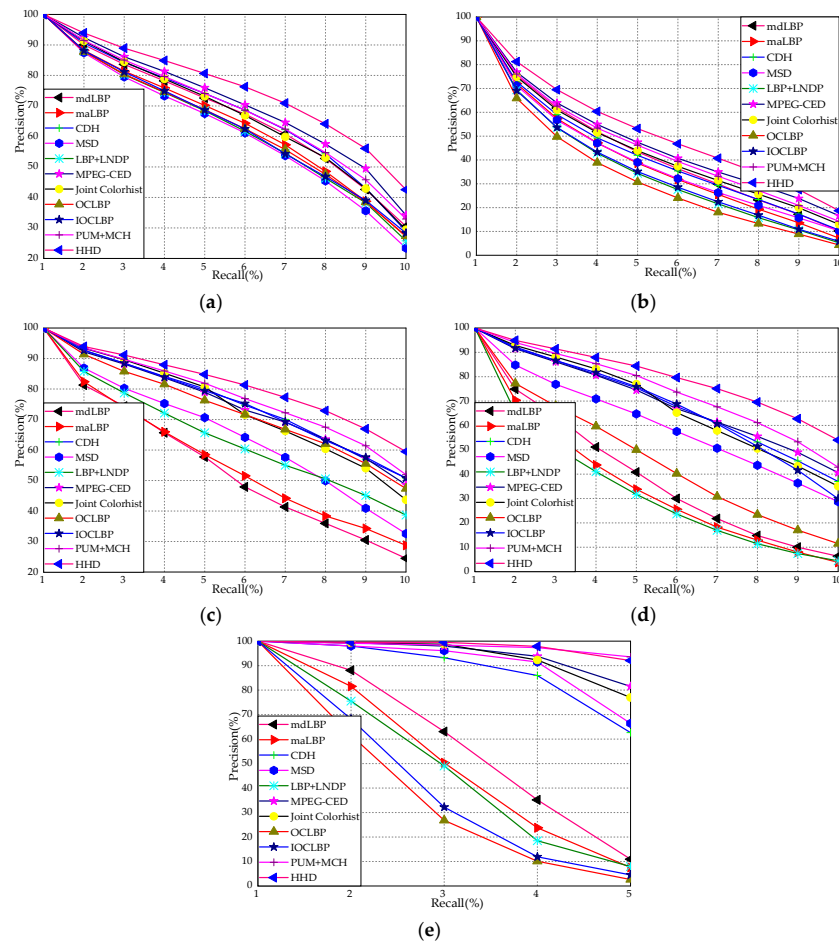 100
90
80
70
60
50
40
30
20
Precision(%)
mdLBP
maLBP
CDH
MSD
LBP+LNDP
MPEG-CED
Joint Colorhist
OCLBP
IOCLBP
PUM+MCH
HHD
1 2 3 4 5 6 7 8 9 10
Recall(%)
(a)
100
90
80
70
60
50
40
30
20
10
0
Precision(%)
mdLBP
maLBP
CDH
MSD
LBP+LNDP
MPEG-CED
Joint Colorhist
OCLBP
IOCLBP
PUM+MCH
HHD
1 2 3 4 5 6 7 8 9 10
Recall(%)
(b)
100
90
80
70
60
50
40
30
20
Precision(%)
mdLBP
maLBP
CDH
MSD
LBP+LNDP
MPEG-CED
Joint Colorhist
OCLBP
IOCLBP
PUM+MCH
HHD
1 2 3 4 5 6 7 8 9 10
Recall(%)
(c)
100
90
80
70
60
50
40
30
20
10
0
Precision(%)
mdLBP
maLBP
CDH
MSD
LBP+LNDP
MPEG-CED
Joint Colorhist
OCLBP
IOCLBP
PUM+MCH
HHD
1 2 3 4 5 6 7 8 9 10
Recall(%)
(d)
100
90
80
70
60
50
40
30
20
10
0
Precision(%)
mdLBP
maLBP
CDH
MSD
LBP+LNDP
MPEG-CED
Joint Colorhist
OCLBP
IOCLBP
PUM+MCH
HHD
1 2 3 4 5
Recall(%)
(e)